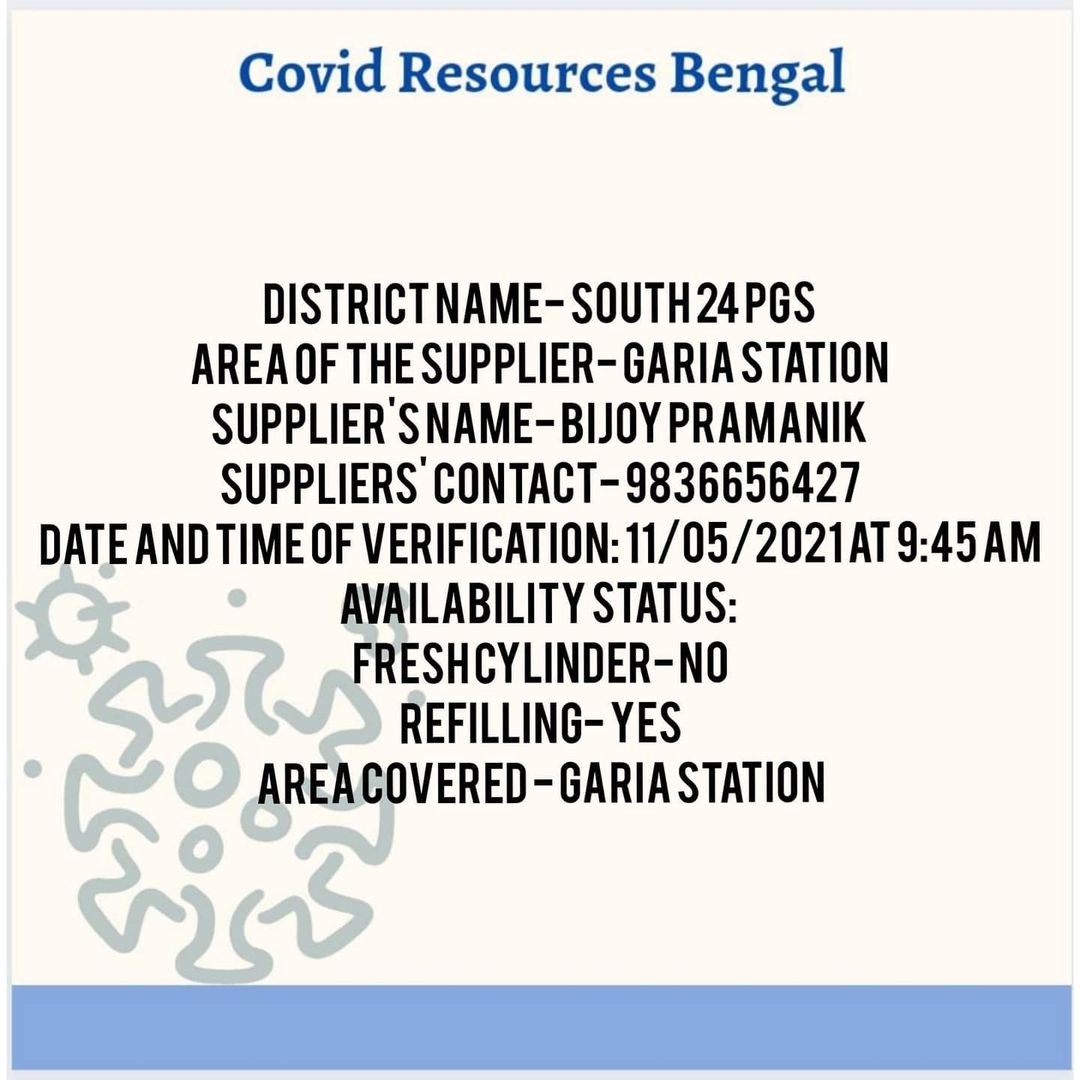 Covid Resources Bengal
DISTRICT NAME- SOUTH 24 PGS
AREA OF THE SUPPLIER- GARIA STATION
SUPPLIER'S NAME- BIJOY PRAMANIK
SUPPLIERS' CONTACT- 9836656427
DATE AND TIME OF VERIFICATION: 11/05/2021 AT 9:45 AM
AVAILABILITY STATUS:
FRESH CYLINDER- NO
REFILLING- YES
AREA COVERED - GARIA STATION